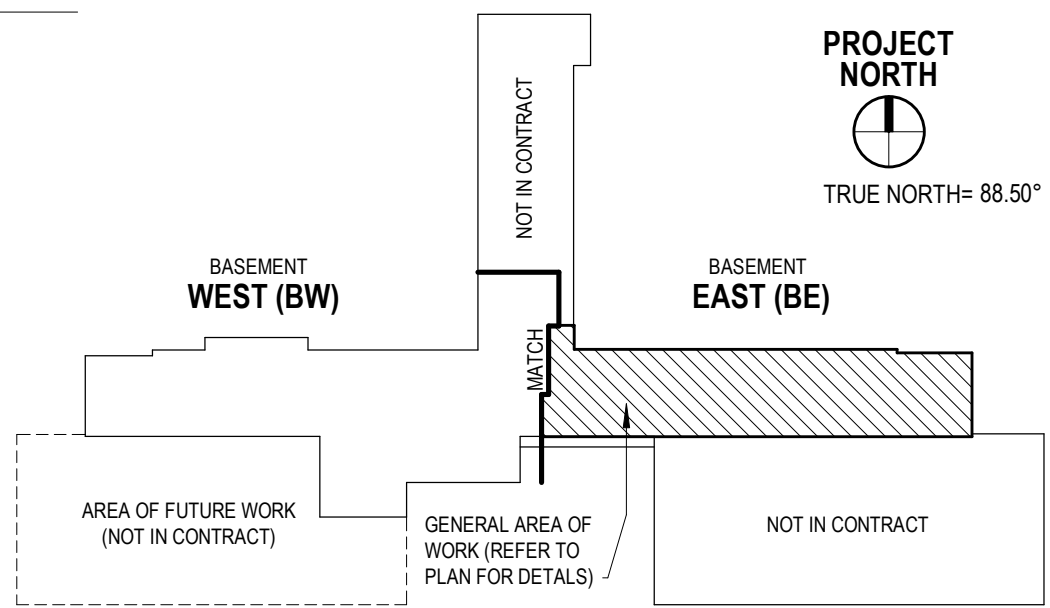 PROJECT
NORTH
TRUE NORTH= 88.50°
NOT IN CONTRACT
BASEMENT
WEST (BW)
BASEMENT
EAST (BE)
MATCH
AREA OF FUTURE WORK
(NOT IN CONTRACT)
GENERAL AREA OF
WORK (REFER TO
PLAN FOR DETALS)
NOT IN CONTRACT